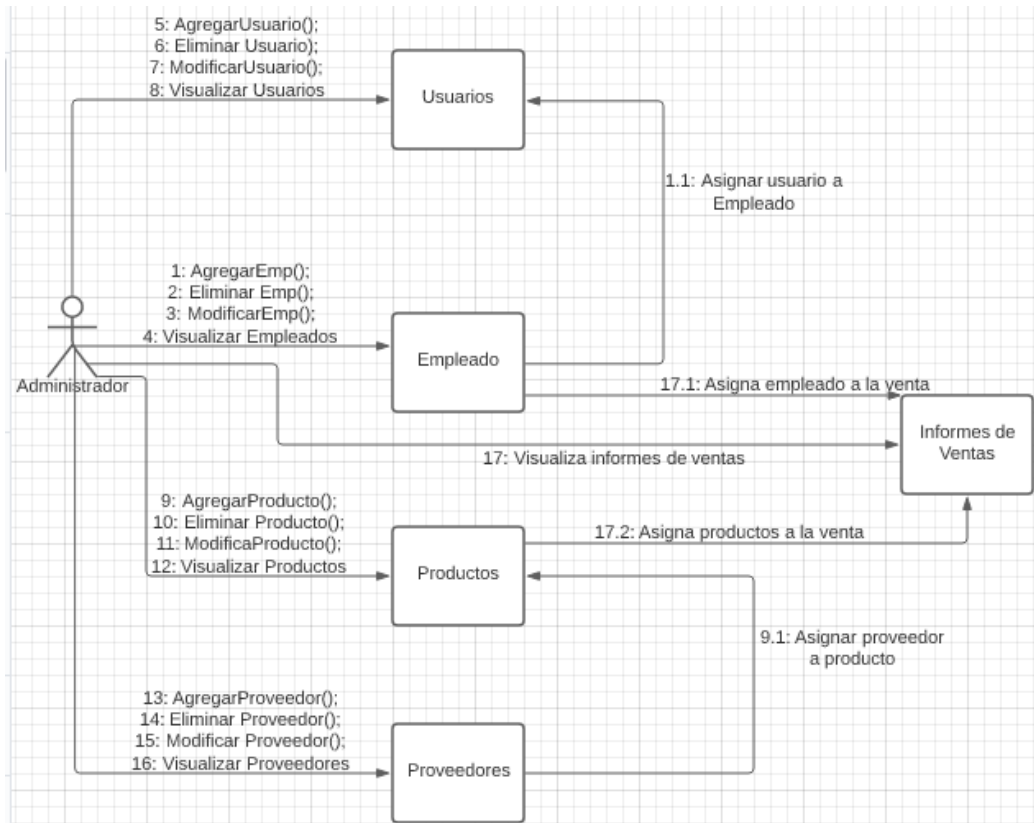 5: AgregarUsuario();
6: Eliminar Usuario);
7: ModificarUsuario();
8: Visualizar Usuarios
Usuarios
1.1: Asignar usuario a
Empleado
1: AgregarEmp();
2: Eliminar Emp();
3: ModificarEmp();
4: Visualizar Empleados
Empleado
Administrador
17.1: Asigna empleado a la venta
Informes de
Ventas
17: Visualiza informes de ventas
9: AgregarProducto();
10: Eliminar Producto();
11: ModificaProducto();
12: Visualizar Productos
Productos
17.2: Asigna productos a la venta
9.1: Asignar proveedor
a producto
13: AgregarProveedor();
14: Eliminar Proveedor();
15: Modificar Proveedor();
16: Visualizar Proveedores
Proveedores